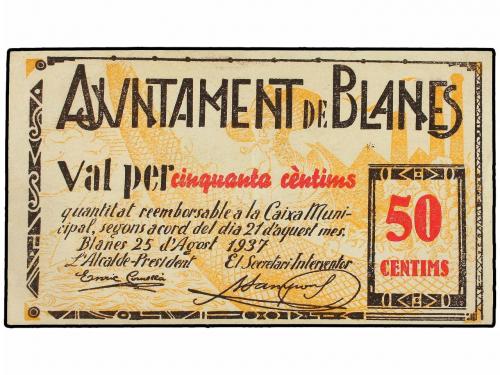 AJUNTAMENT DE BLANES
Val per cinquanta cèntims
quantitat reemborsable a la Caixa Muni-
cipal, segons acord del dia 21 d'aquest mes.
Blanes 25 d'Agost 1937
L'Alcalde-President El Secretari Interventor
50
CENTIMS